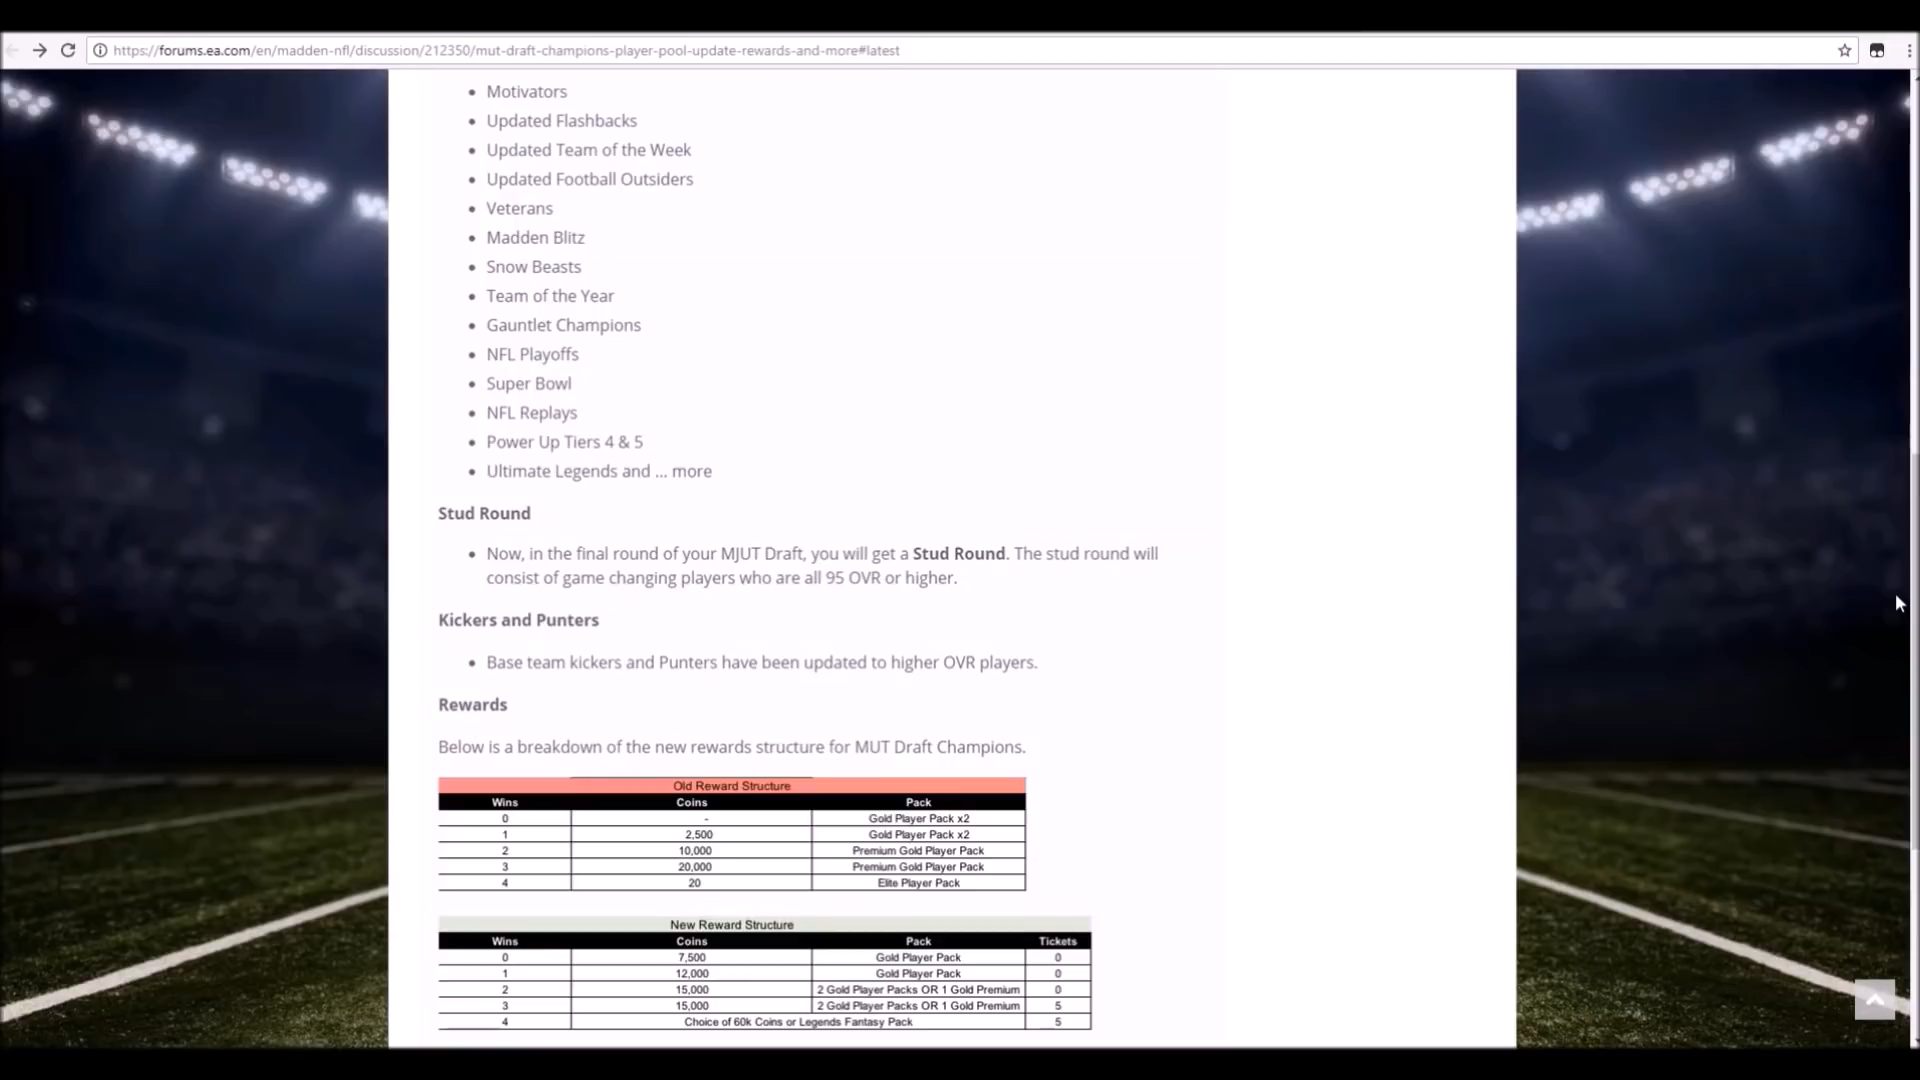 https://forums.ea.com/en/madden-nfl/discussion/212350/mut-draft-champions-player-pool-update-rewards-and-more#latest
Motivators
Updated Flashbacks
Updated Team of the Week
Updated Football Outsiders
Veterans
Madden Blitz
Snow Beasts
Team of the Year
Gauntlet Champions
NFL Playoffs
Super Bowl
NFL Replays
Power Up Tiers 4 & 5
Ultimate Legends and ... more
Stud Round
Now, in the final round of your MJUT Draft, you will get a Stud Round. The stud round will
consist of game changing players who are all 95 OVR or higher.
Kickers and Punters
Base team kickers and Punters have been updated to higher OVR players.
Rewards
Below is a breakdown of the new rewards structure for MUT Draft Champions.
Old Reward Structure
Wins Coins Pack
0 - Gold Player Pack x2
1 2,500 Gold Player Pack x2
2 10,000 Premium Gold Player Pack
3 20,000 Premium Gold Player Pack
4 20 Elite Player Pack
New Reward Structure
Wins Coins Pack Tickets
0 7,500 Gold Player Pack 0
1 12,000 Gold Player Pack 0
2 15,000 2 Gold Player Packs OR 1 Gold Premium 0
3 15,000 2 Gold Player Packs OR 1 Gold Premium 5
4 Choice of 60k Coins or Legends Fantasy Pack 5